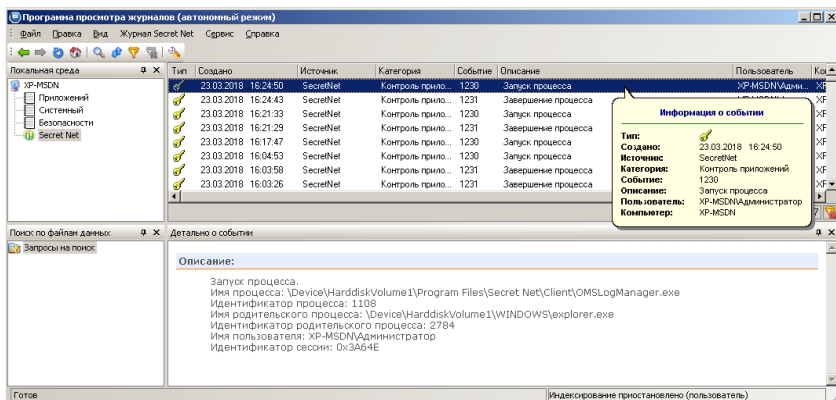 Программа просмотра журналов (автономный режим)
Файл Правка Вид Журнал Secret Net Сервис Справка
Локальная среда
XP-MSDN
Приложений
Системный
Безопасности
Secret Net
Тип Создано Источник Категория Событие Описание Пользователь
23.03.2018 16:24:50 SecretNet Контроль прило... 1230 Запуск процесса XP-MSDN\Адми...
23.03.2018 16:24:43 SecretNet Контроль прило... 1231 Завершение процесса
23.03.2018 16:21:33 SecretNet Контроль прило... 1230 Запуск процесса
23.03.2018 16:21:29 SecretNet Контроль прило... 1231 Завершение процесса
23.03.2018 16:17:47 SecretNet Контроль прило... 1230 Запуск процесса
23.03.2018 16:04:53 SecretNet Контроль прило... 1230 Запуск процесса
23.03.2018 16:03:58 SecretNet Контроль прило... 1231 Завершение процесса
23.03.2018 16:03:26 SecretNet Контроль прило... 1231 Завершение процесса
Информация о событии
Тип:
Создано: 23.03.2018 16:24:50
Источник: SecretNet
Категория: Контроль приложений
Событие: 1230
Описание: Запуск процесса
Пользователь: XP-MSDN\Администратор
Компьютер: XP-MSDN
Поиск по файлам данных
Запросы на поиск
Детально о событии
Описание:
Запуск процесса.
Имя процесса: \Device\HarddiskVolume1\Program Files\Secret Net\Client\OMSLogManager.exe
Идентификатор процесса: 1108
Имя родительского процесса: \Device\HarddiskVolume1\WINDOWS\explorer.exe
Идентификатор родительского процесса: 2784
Имя пользователя: XP-MSDN\Администратор
Идентификатор сессии: 0x3A64E
Готов
Индексирование приостановлено (пользователь)